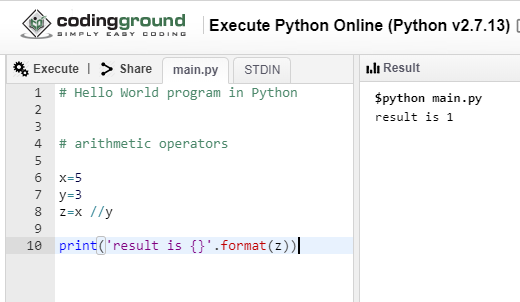 codingground
SIMPLY EASY CODING
Execute Python Online (Python v2.7.13)
Execute | Share main.py STDIN
1 # Hello World program in Python
2
3
4 # arithmetic operators
5
6 x=5
7 y=3
8 z=x //y
9
10 print('result is {}'.format(z))
Result
$python main.py
result is 1